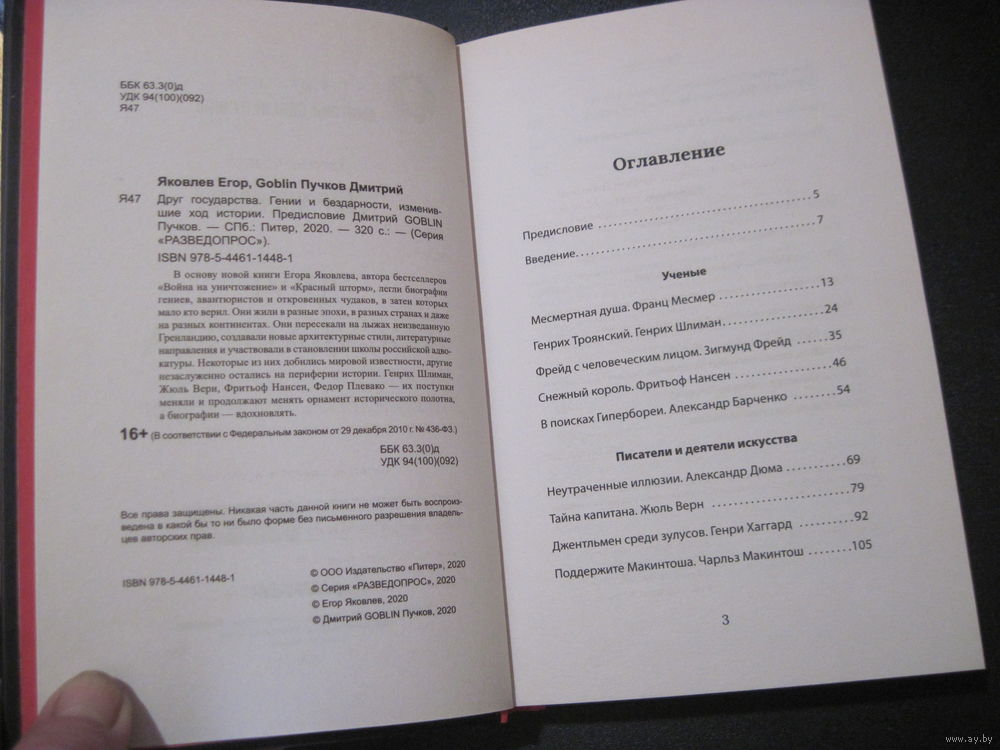 ББК 63.3(0)д
УДК 94(100)(092)
Я47
Яковлев Егор, Goblin Пучков Дмитрий
Я47 Друг государства. Гении и бездарности, изменив-
шие ход истории. Предисловие Дмитрий GOBLIN
Пучков. — СПб.: Питер, 2020. — 320 с.: — (Серия
«РАЗВЕДОПРОС»).
ISBN 978-5-4461-1448-1
В основу новой книги Егора Яковлева, автора бестселлеров
«Война на уничтожение» и «Красный шторм», легли биографии
гениев, авантюристов и откровенных чудаков, в затеи которых
мало кто верил. Они жили в разные эпохи, в разных странах и даже
на разных континентах. Они пересекали на лыжах неизведанную
Гренландию, создавали новые архитектурные стили, литературные
направления и участвовали в становлении школы российской адво-
катуры. Некоторые из них добились мировой известности, другие
незаслуженно остались на периферии истории. Генрих Шлиман,
Жюль Верн, Фритьоф Нансен, Федор Плевако — их поступки
меняли и продолжают менять орнамент исторического полотна,
а биографии — вдохновлять.
16+ (В соответствии с Федеральным законом от 29 декабря 2010 г. № 436-ФЗ.)
ББК 63.3(0)д
УДК 94(100)(092)
Все права защищены. Никакая часть данной книги не может быть воспроиз-
ведена в какой бы то ни было форме без письменного разрешения владель-
цев авторских прав.
ISBN 978-5-4461-1448-1
© ООО Издательство «Питер», 2020
© Серия «РАЗВЕДОПРОС», 2020
© Егор Яковлев, 2020
© Дмитрий GOBLIN Пучков, 2020
Оглавление
Предисловие . . . . . . . . . . . . . . . . . . . . . . . . . . . . . . 5
Введение. . . . . . . . . . . . . . . . . . . . . . . . . . . . . . . . . 7
Ученые
Месмертная душа. Франц Месмер . . . . . . . . . . . . . . 13
Генрих Троянский. Генрих Шлиман . . . . . . . . . . . . . 24
Фрейд с человеческим лицом. Зигмунд Фрейд . . . . . . 35
Снежный король. Фритьоф Нансен . . . . . . . . . . . . . 46
В поисках Гипербореи. Александр Барченко . . . . . . . 54
Писатели и деятели искусства
Неутраченные иллюзии. Александр Дюма . . . . . . . . . 69
Тайна капитана. Жюль Верн . . . . . . . . . . . . . . . . . . 79
Джентльмен среди зулусов. Генри Хаггард . . . . . . . . 92
Поддержите Макинтоша. Чарльз Макинтош . . . . . . . 105
3
www.ay.by